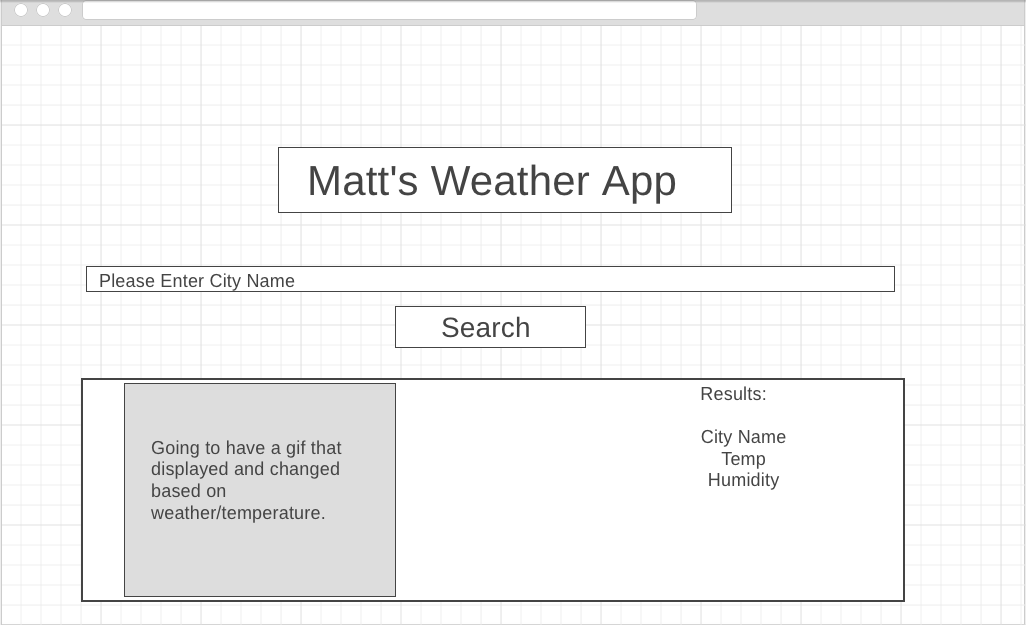 Matt's Weather App
Please Enter City Name
Search
Going to have a gif that
displayed and changed
based on
weather/temperature.
Results:
City Name
Temp
Humidity